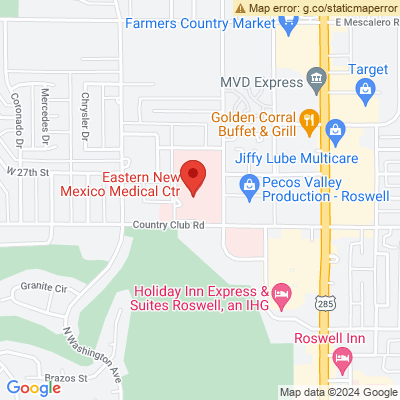 Map error: g.co/staticmaperror
Farmers Country Market
E Mescalero Rd
MVD Express
Target
Coronado Dr
Mercedes Dr
Chrysler Dr
Golden Corral
Buffet & Grill
Jiffy Lube Multicare
W 27th St
Eastern New
Mexico Medical Ctr
Pecos Valley
Production - Roswell
Country Club Rd
Granite Cir
Holiday Inn Express &
Suites Roswell, an IHG
285
N Washington Ave
Roswell Inn
Brazos St
Google
Map data ©2024 Google